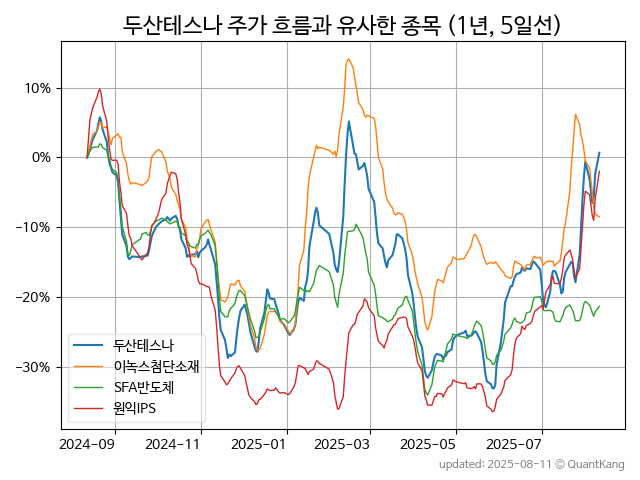 두산테스나 주가 흐름과 유사한 종목 (1년, 5일선)
10%
0%
-10%
-20%
-30%
두산테스나
이녹스첨단소재
SFA반도체
원익IPS
2024-09 2024-11 2025-01 2025-03 2025-05 2025-07
updated: 2025-08-11 © QuantKang